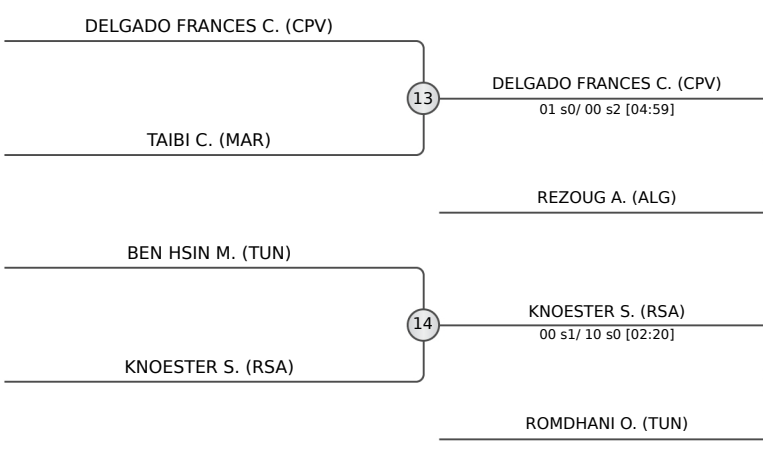 DELGADO FRANCES C. (CPV)
13
DELGADO FRANCES C. (CPV)
01 s0/ 00 s2 [04:59]
TAIBI C. (MAR)
REZOUG A. (ALG)
BEN HSIN M. (TUN)
14
KNOESTER S. (RSA)
00 s1/ 10 s0 [02:20]
KNOESTER S. (RSA)
ROMDHANI O. (TUN)